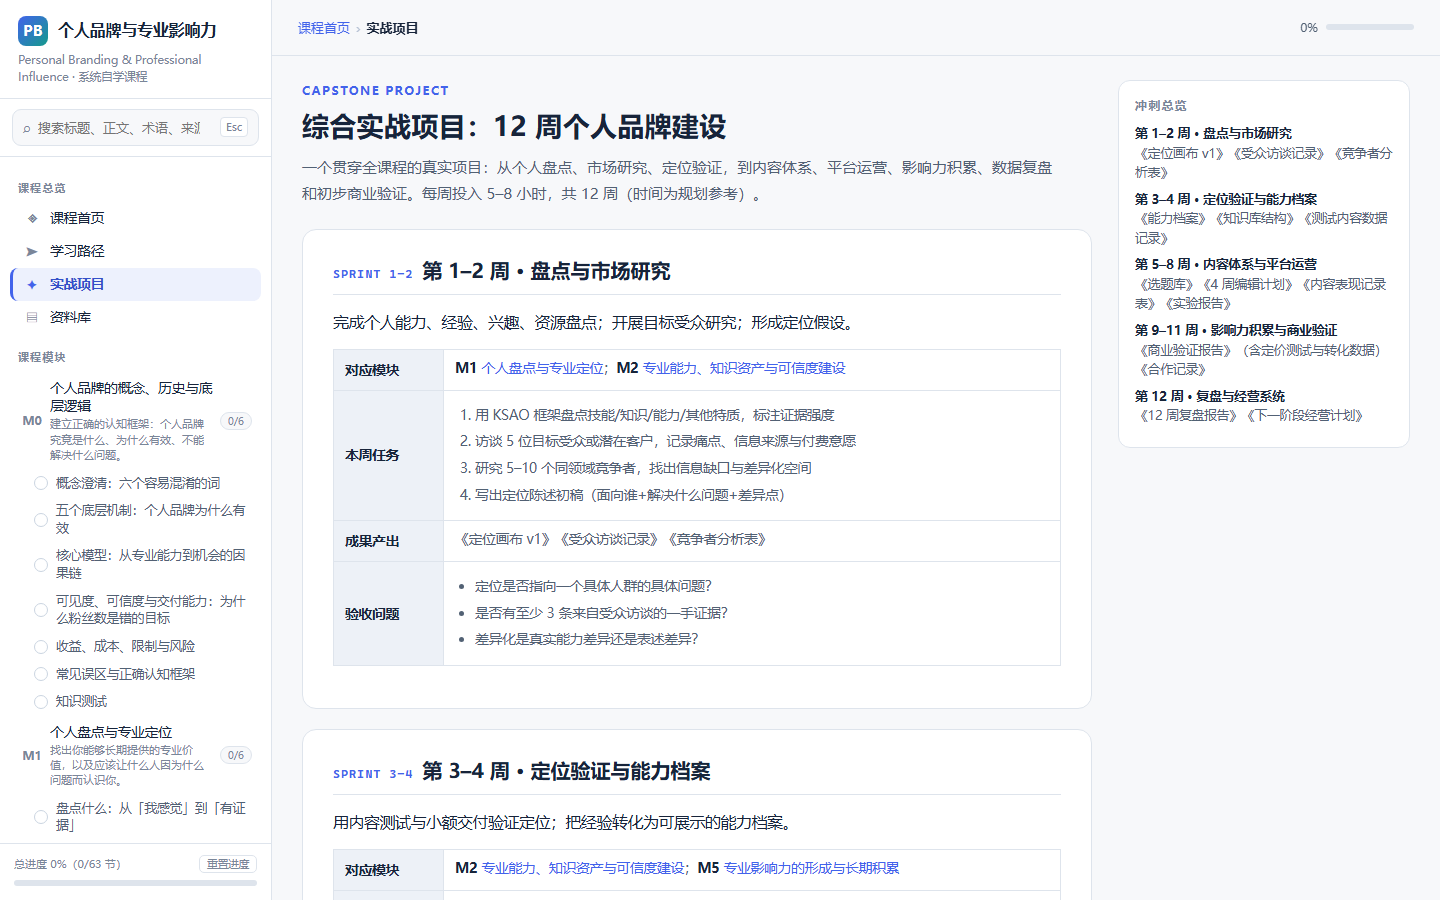 PB 个人品牌与专业影响力
Personal Branding & Professional
Influence · 系统自学课程
搜索标题、正文、术语、来源 Esc
课程总览
课程首页
学习路径
实战项目
资料库
课程模块
M0 个人品牌的概念、历史与底
层逻辑
建立正确的认知框架：个人品牌
究竟是什么、为什么有效、不能
解决什么问题。
0/6
概念澄清：六个容易混淆的词
五个底层机制：个人品牌为什么有
效
核心模型：从专业能力到机会的因
果链
可见度、可信度与交付能力：为什
么粉丝数是错的目标
收益、成本、限制与风险
常见误区与正确认知框架
知识测试
M1 个人盘点与专业定位
找出你能够长期提供的专业价
值，以及应该让什么人因为什么
问题而认识你。
0/6
盘点什么：从「我感觉」到「有证
据」
总进度 0%（0/63 节） 重置进度
课程首页 › 实战项目
0%
CAPSTONE PROJECT
综合实战项目：12 周个人品牌建设
一个贯穿全课程的真实项目：从个人盘点、市场研究、定位验证，到内容体系、平台运营、影响力积累、数据复盘
和初步商业验证。每周投入 5–8 小时，共 12 周（时间为规划参考）。
SPRINT 1–2 第 1–2 周 • 盘点与市场研究
完成个人能力、经验、兴趣、资源盘点；开展目标受众研究；形成定位假设。
对应模块 M1 个人盘点与专业定位；M2 专业能力、知识资产与可信度建设
本周任务
1. 用 KSAO 框架盘点技能/知识/能力/其他特质，标注证据强度
2. 访谈 5 位目标受众或潜在客户，记录痛点、信息来源与付费意愿
3. 研究 5–10 个同领域竞争者，找出信息缺口与差异化空间
4. 写出定位陈述初稿（面向谁+解决什么问题+差异点）
成果产出 《定位画布 v1》《受众访谈记录》《竞争者分析表》
验收问题
• 定位是否指向一个具体人群的具体问题？
• 是否有至少 3 条来自受众访谈的一手证据？
• 差异化是真实能力差异还是表述差异？
SPRINT 3–4 第 3–4 周 • 定位验证与能力档案
用内容测试与小额交付验证定位；把经验转化为可展示的能力档案。
对应模块 M2 专业能力、知识资产与可信度建设；M5 专业影响力的形成与长期积累
冲刺总览
第 1–2 周 • 盘点与市场研究
《定位画布 v1》《受众访谈记录》《竞争者分
析表》
第 3–4 周 • 定位验证与能力档案
《能力档案》《知识库结构》《测试内容数据
记录》
第 5–8 周 • 内容体系与平台运营
《选题库》《4 周编辑计划》《内容表现记录
表》《实验报告》
第 9–11 周 • 影响力积累与商业验证
《商业验证报告》（含定价测试与转化数据）
《合作记录》
第 12 周 • 复盘与经营系统
《12 周复盘报告》《下一阶段经营计划》